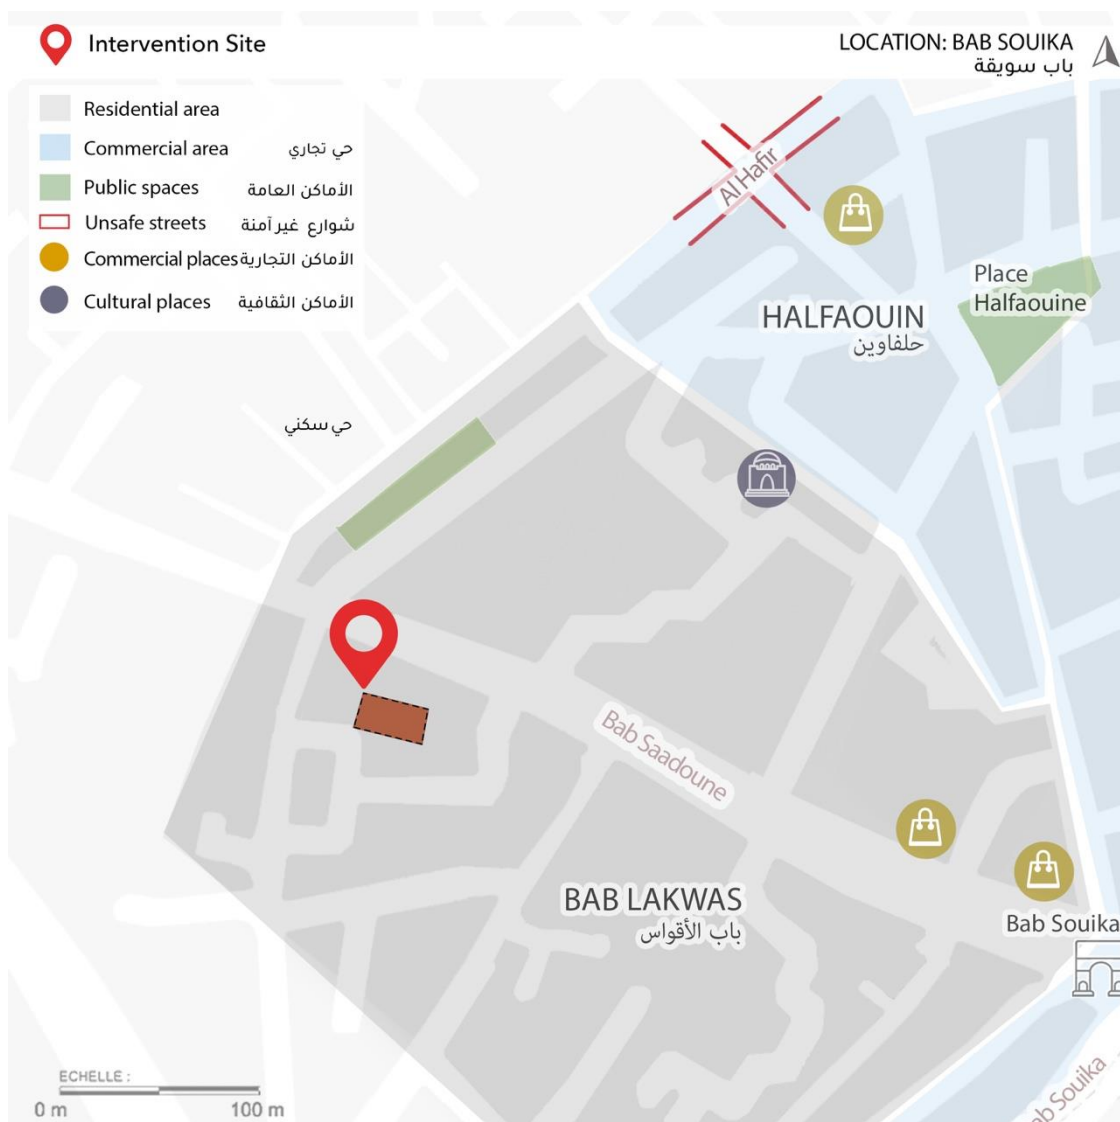 Intervention Site
LOCATION: BAB SOUIKA
باب سويقة
Residential area
Commercial area حي تجاري
Public spaces الأماكن العامة
Unsafe streets شوارع غير آمنة
Commercial places الأماكن التجارية
Cultural places الأماكن الثقافية
Al Hafir
Place
Halfaouine
HALFAOUIN
حلفاوين
حي سكني
Bab Saadoune
BAB LAKWAS
باب الأقواس
Bab Souika
ab Souika
ECHELLE :
0 m 100 m